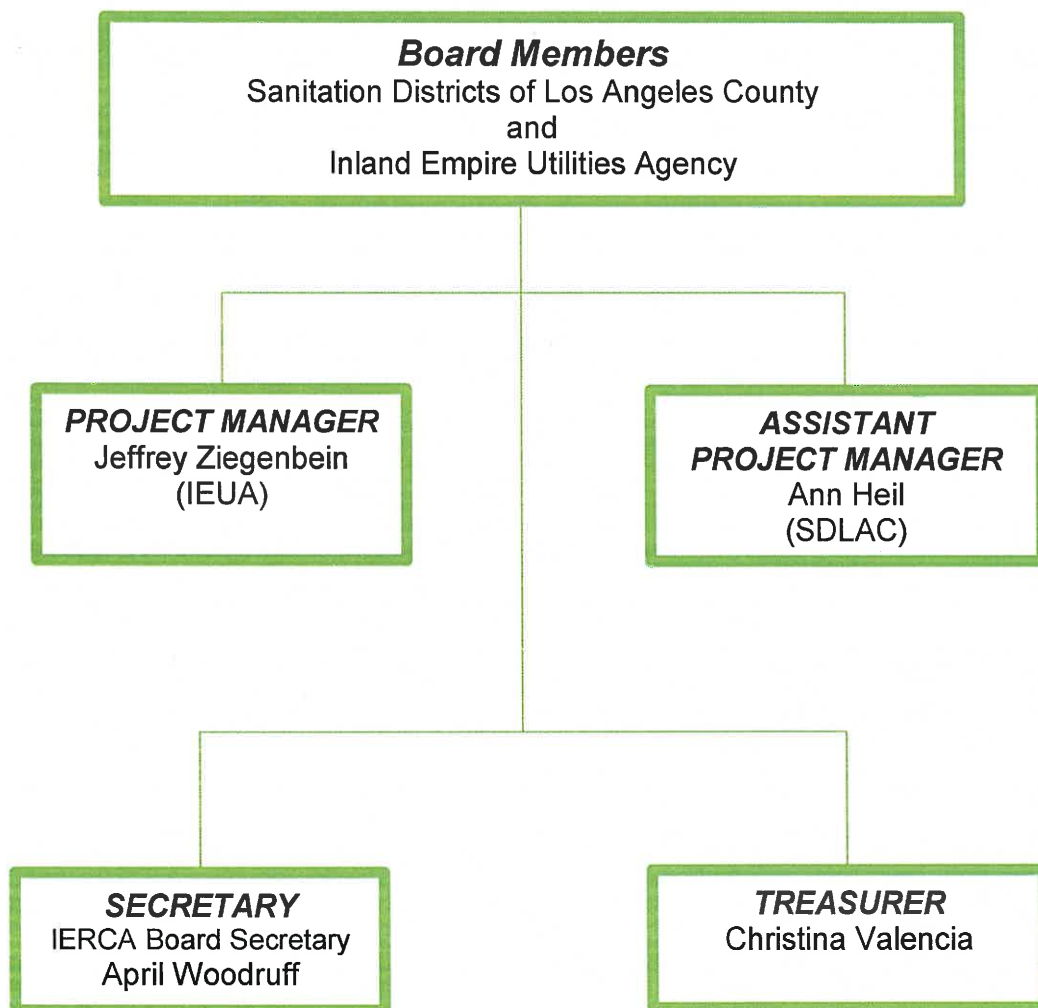 Board Members
Sanitation Districts of Los Angeles County
and
Inland Empire Utilities Agency
PROJECT MANAGER
Jeffrey Ziegenbein
(IEUA)
ASSISTANT
PROJECT MANAGER
Ann Heil
(SDLAC)
SECRETARY
IERCA Board Secretary
April Woodruff
TREASURER
Christina Valencia